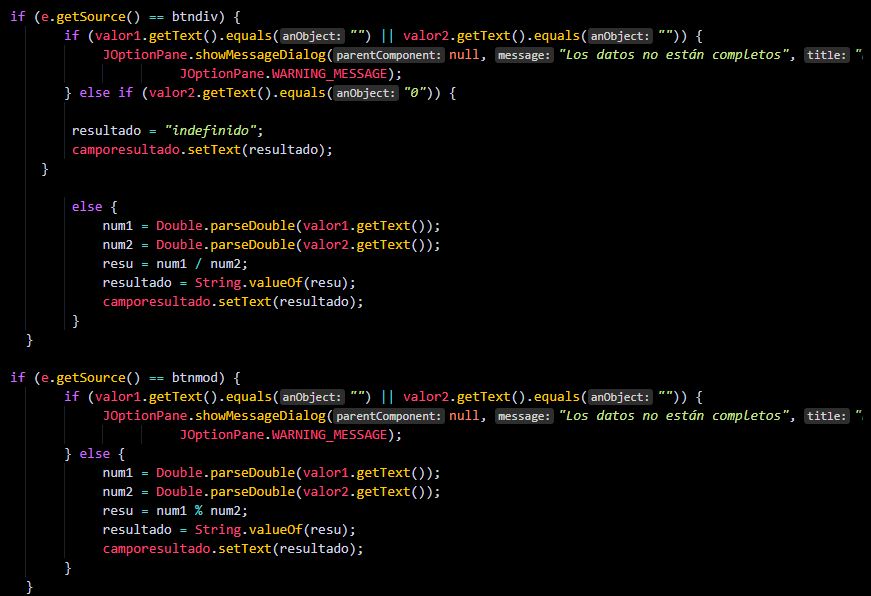 if (e.getSource() == btndiv) {
if (valor1.getText().equals(anObject: "") || valor2.getText().equals(anObject: "")) {
JOptionPane.showMessageDialog(parentComponent: null, message: "Los datos no están completos", title: "
JOptionPane.WARNING_MESSAGE);
} else if (valor2.getText().equals(anObject: "0")) {
resultado = "indefinido";
camporesultado.setText(resultado);
}
else {
num1 = Double.parseDouble(valor1.getText());
num2 = Double.parseDouble(valor2.getText());
resu = num1 / num2;
resultado = String.valueOf(resu);
camporesultado.setText(resultado);
}
}
if (e.getSource() == btnmod) {
if (valor1.getText().equals(anObject: "") || valor2.getText().equals(anObject: "")) {
JOptionPane.showMessageDialog(parentComponent: null, message: "Los datos no están completos", title: "
JOptionPane.WARNING_MESSAGE);
} else {
num1 = Double.parseDouble(valor1.getText());
num2 = Double.parseDouble(valor2.getText());
resu = num1 % num2;
resultado = String.valueOf(resu);
camporesultado.setText(resultado);
}
}